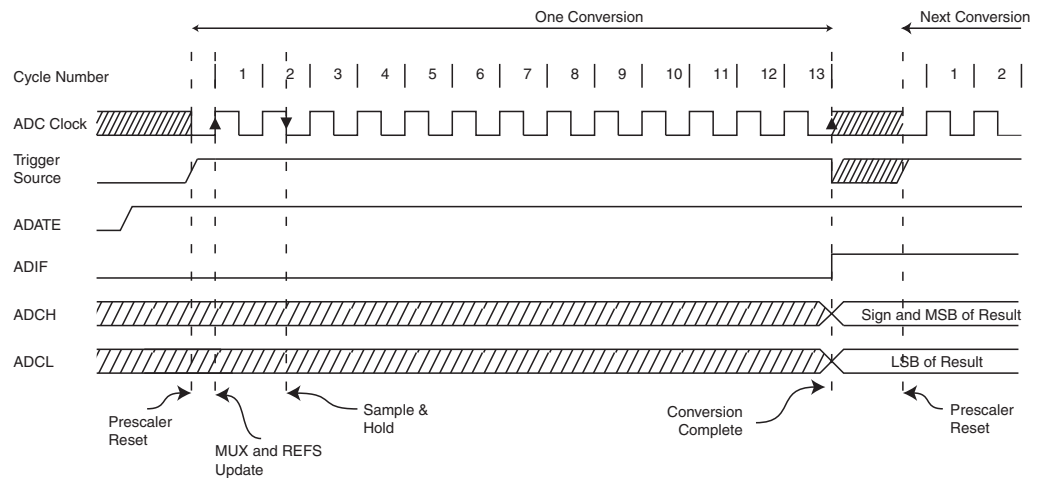 One Conversion
Next Conversion
Cycle Number
1 2 3 4 5 6 7 8 9 10 11 12 13 1 2
ADC Clock
Trigger
Source
ADATE
ADIF
ADCH
Sign and MSB of Result
ADCL
LSB of Result
Prescaler
Reset
MUX and REFS
Update
Sample &
Hold
Conversion
Complete
Prescaler
Reset